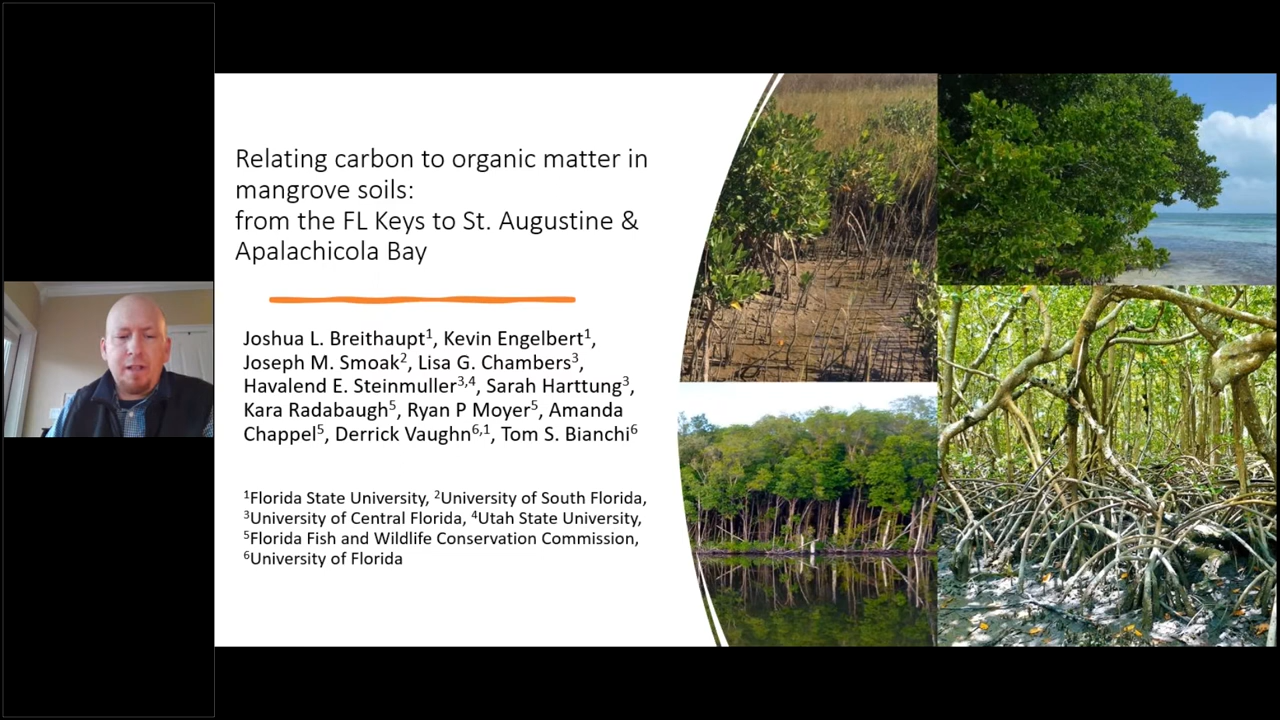 Relating carbon to organic matter in
mangrove soils:
from the FL Keys to St. Augustine &
Apalachicola Bay
Joshua L. Breithaupt¹, Kevin Engelbert¹,
Joseph M. Smoak², Lisa G. Chambers³,
Havalend E. Steinmuller³,⁴, Sarah Harttung³,
Kara Radabaugh⁵, Ryan P Moyer⁵, Amanda
Chappel⁵, Derrick Vaughn⁶,¹, Tom S. Bianchi⁶
¹Florida State University, ²University of South Florida,
³University of Central Florida, ⁴Utah State University,
⁵Florida Fish and Wildlife Conservation Commission,
⁶University of Florida